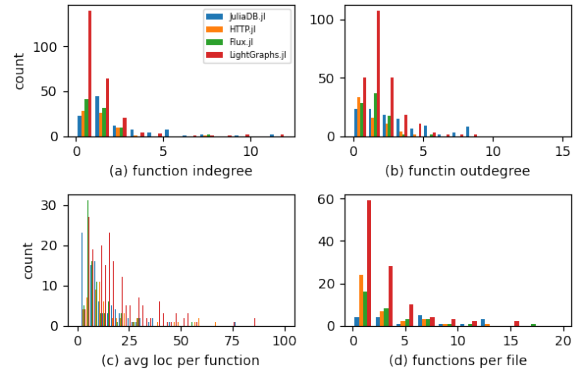 JuliaDB.jl
HTTP.jl
Flux.jl
LightGraphs.jl
count
100
50
0
0 5 10
(a) function indegree
100
50
0
0 5 10 15
(b) functin outdegree
count
30
20
10
0
0 25 50 75 100
(c) avg loc per function
60
40
20
0
0 5 10 15 20
(d) functions per file